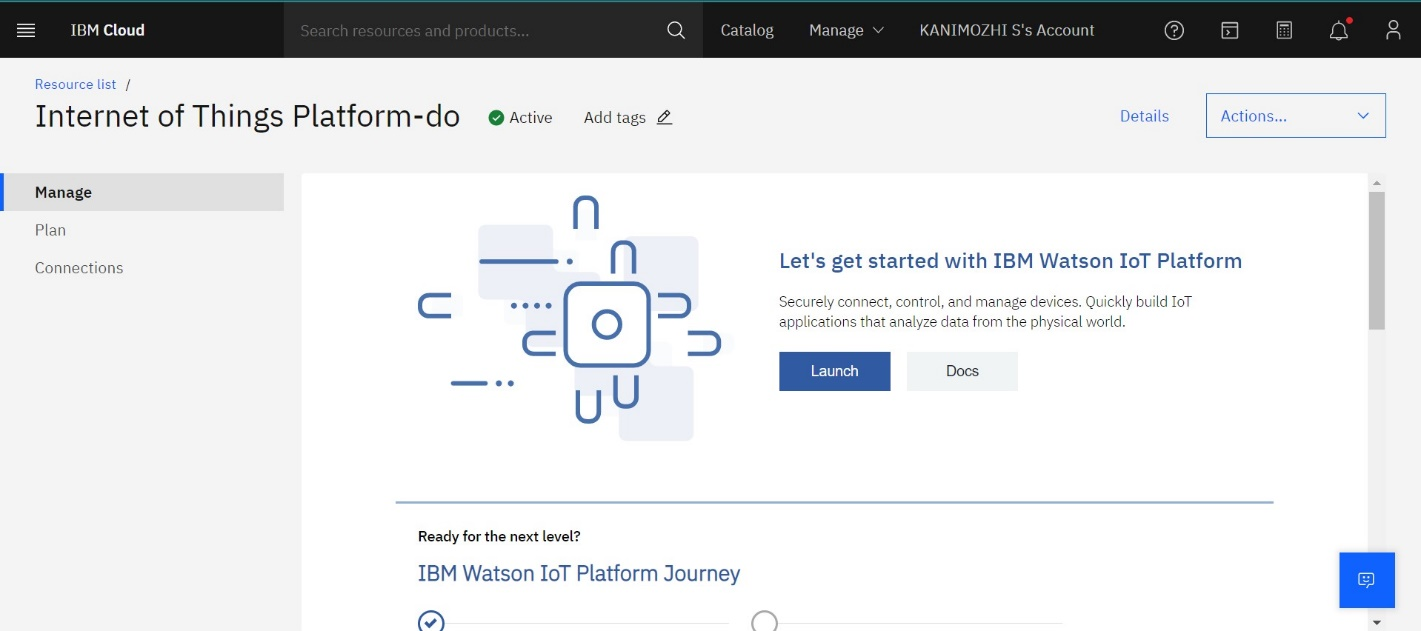 IBM Cloud
Search resources and products...
Catalog
Manage
KANIMOZHI S's Account
Resource list /
Internet of Things Platform-do
Active
Add tags
Details
Actions...
Manage
Plan
Connections
Let's get started with IBM Watson IoT Platform
Securely connect, control, and manage devices. Quickly build IoT
applications that analyze data from the physical world.
Launch
Docs
Ready for the next level?
IBM Watson IoT Platform Journey